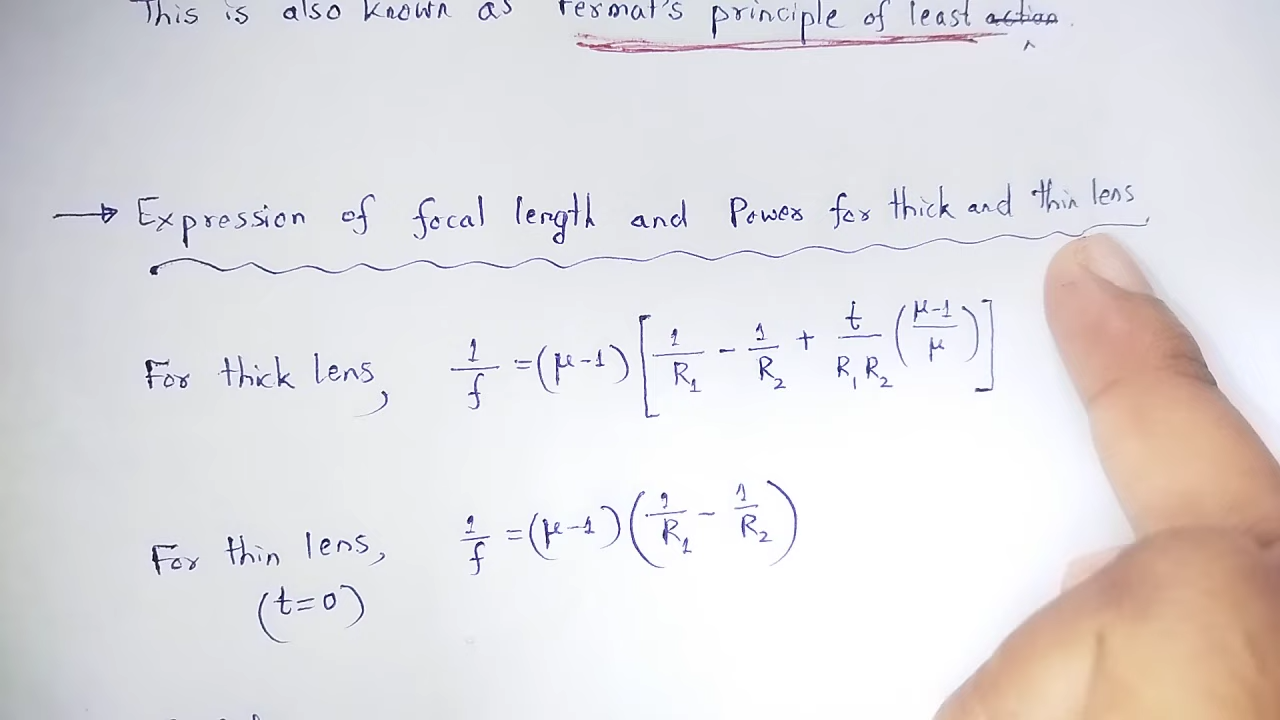 This is also known as Fermat's principle of least
→ Expression of focal length and Power for thick and thin lens,
For thick lens, 1/f = (μ-1) [1/R₁ - 1/R₂ + t/R₁R₂ (μ-1/μ)]
For thin lens, 1/f = (μ-1) (1/R₁ - 1/R₂)
(t=0)